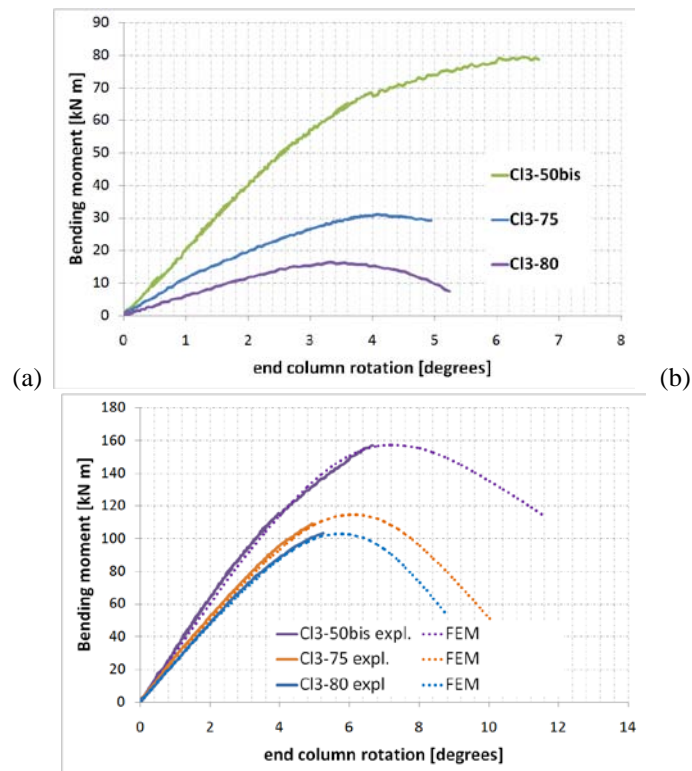 90
80
70
60
50
40
30
20
10
0
Bending moment [kN m]
Cl3-50bis
Cl3-75
Cl3-80
0 1 2 3 4 5 6 7 8
end column rotation [degrees]
(a)
(b)
180
160
140
120
100
80
60
40
20
0
Bending moment [kN m]
Cl3-50bis expl. FEM
Cl3-75 expl. FEM
Cl3-80 expl FEM
0 2 4 6 8 10 12 14
end column rotation [degrees]